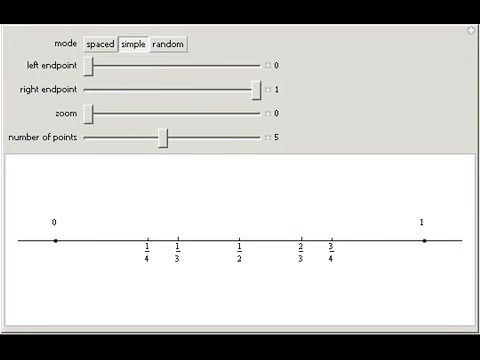 mode spaced simple random
left endpoint 0
right endpoint 1
zoom 0
number of points 5
0 1
1/4 1/3 1/2 2/3 3/4